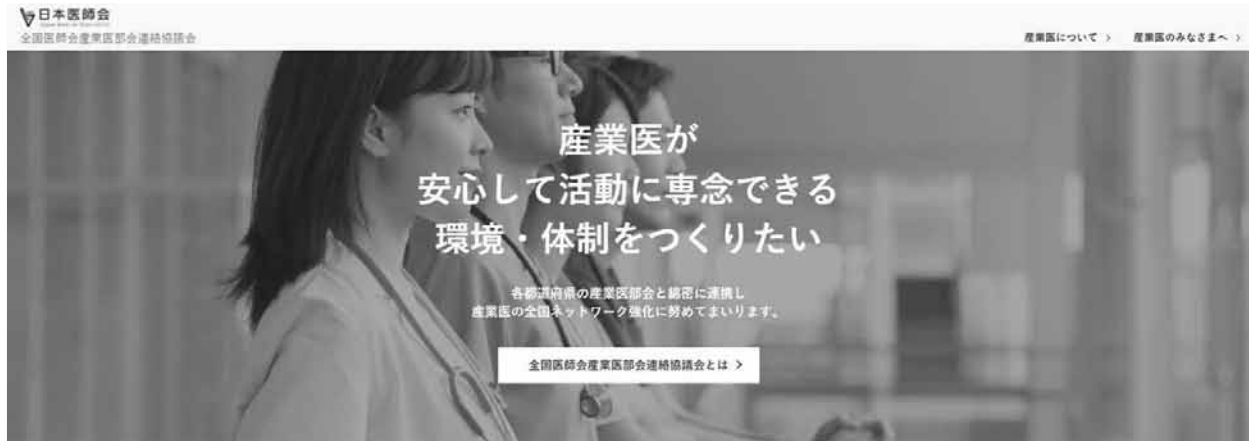 日本医師会
全国医師会産業医部会連絡協議会
産業医について >
産業医のみなさまへ >
産業医が
安心して活動に専念できる
環境・体制をつくりたい
各都道府県の産業医部会と綿密に連携し
産業医の全国ネットワーク強化に努めてまいります。
全国医師会産業医部会連絡協議会とは >